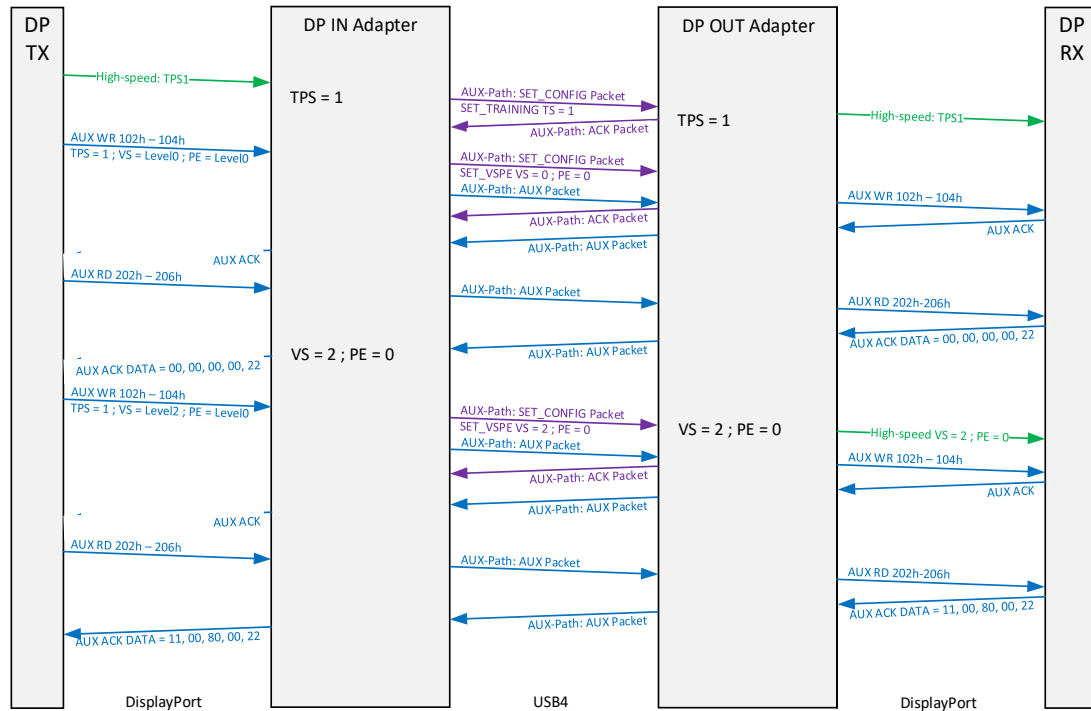 DP
TX
DP IN Adapter
DP OUT Adapter
DP
RX
High-speed: TPS1
TPS = 1
AUX-Path: SET_CONFIG Packet
SET_TRAINING TS = 1
AUX-Path: ACK Packet
TPS = 1
High-speed: TPS1
AUX WR 102h – 104h
TPS = 1 ; VS = Level0 ; PE = Level0
AUX-Path: SET_CONFIG Packet
SET_VSPE VS = 0 ; PE = 0
AUX-Path: AUX Packet
AUX WR 102h – 104h
AUX-Path: ACK Packet
AUX ACK
AUX-Path: AUX Packet
AUX ACK
AUX RD 202h – 206h
AUX-Path: AUX Packet
AUX RD 202h-206h
AUX ACK DATA = 00, 00, 00, 00, 22
AUX-Path: AUX Packet
VS = 2 ; PE = 0
AUX ACK DATA = 00, 00, 00, 00, 22
AUX WR 102h – 104h
TPS = 1 ; VS = Level2 ; PE = Level0
AUX-Path: SET_CONFIG Packet
SET_VSPE VS = 2 ; PE = 0
VS = 2 ; PE = 0
High-speed VS = 2 ; PE = 0
AUX-Path: AUX Packet
AUX WR 102h – 104h
AUX-Path: ACK Packet
AUX ACK
AUX-Path: AUX Packet
AUX ACK
AUX RD 202h – 206h
AUX-Path: AUX Packet
AUX RD 202h-206h
AUX ACK DATA = 11, 00, 80, 00, 22
AUX-Path: AUX Packet
AUX ACK DATA = 11, 00, 80, 00, 22
DisplayPort
USB4
DisplayPort